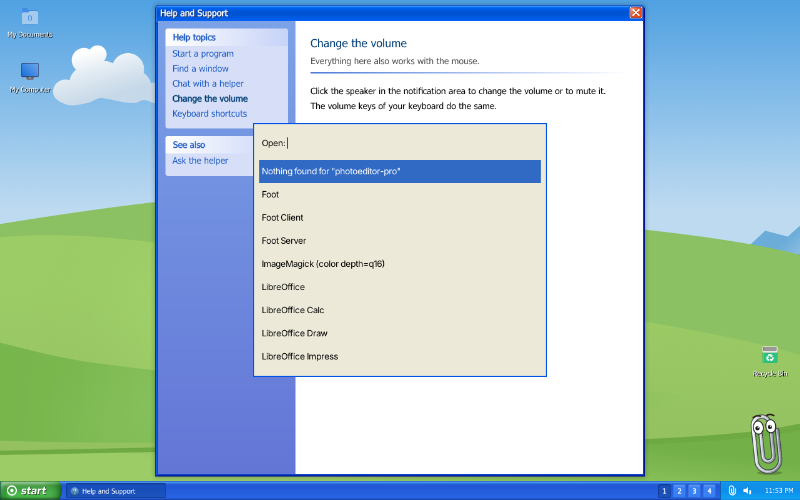 Help and Support
My Documents
My Computer
Help topics
Start a program
Find a window
Chat with a helper
Change the volume
Keyboard shortcuts
See also
Ask the helper
Change the volume
Everything here also works with the mouse.
Click the speaker in the notification area to change the volume or to mute it.
The volume keys of your keyboard do the same.
Open:
Nothing found for "photoeditor-pro"
Foot
Foot Client
Foot Server
ImageMagick (color depth=q16)
LibreOffice
LibreOffice Calc
LibreOffice Draw
LibreOffice Impress
Recycle Bin
start
Help and Support
1 2 3 4
11:53 PM